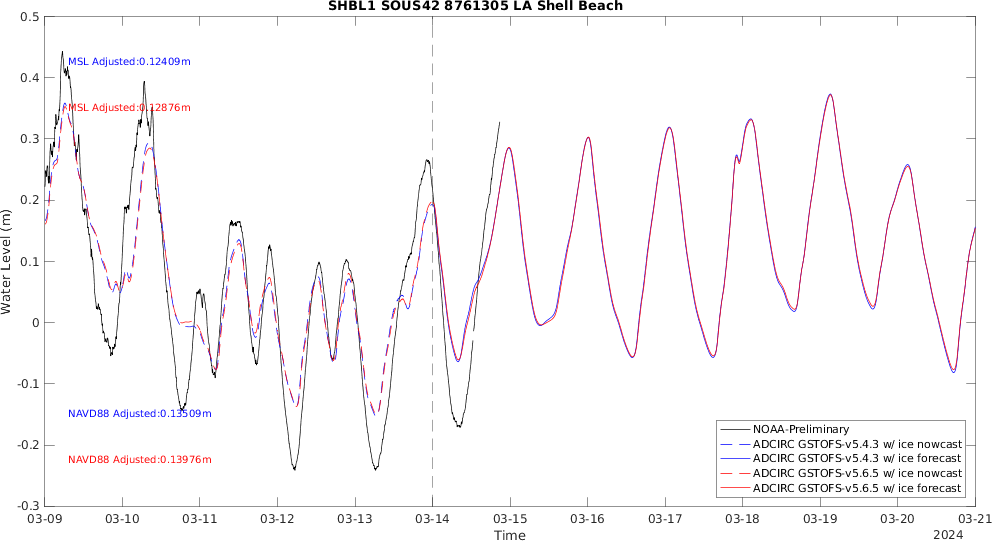 SHBL1 SOUS42 8761305 LA Shell Beach
0.5
0.4
0.3
0.2
0.1
0
-0.1
-0.2
-0.3
Water Level (m)
MSL Adjusted:0.12409m
MSL Adjusted:0.12876m
NAVD88 Adjusted:0.13509m
NAVD88 Adjusted:0.13976m
NOAA-Preliminary
ADCIRC GSTOFS-v5.4.3 w/ ice nowcast
ADCIRC GSTOFS-v5.4.3 w/ ice forecast
ADCIRC GSTOFS-v5.6.5 w/ ice nowcast
ADCIRC GSTOFS-v5.6.5 w/ ice forecast
03-09 03-10 03-11 03-12 03-13 03-14 03-15 03-16 03-17 03-18 03-19 03-20 03-21
Time
2024